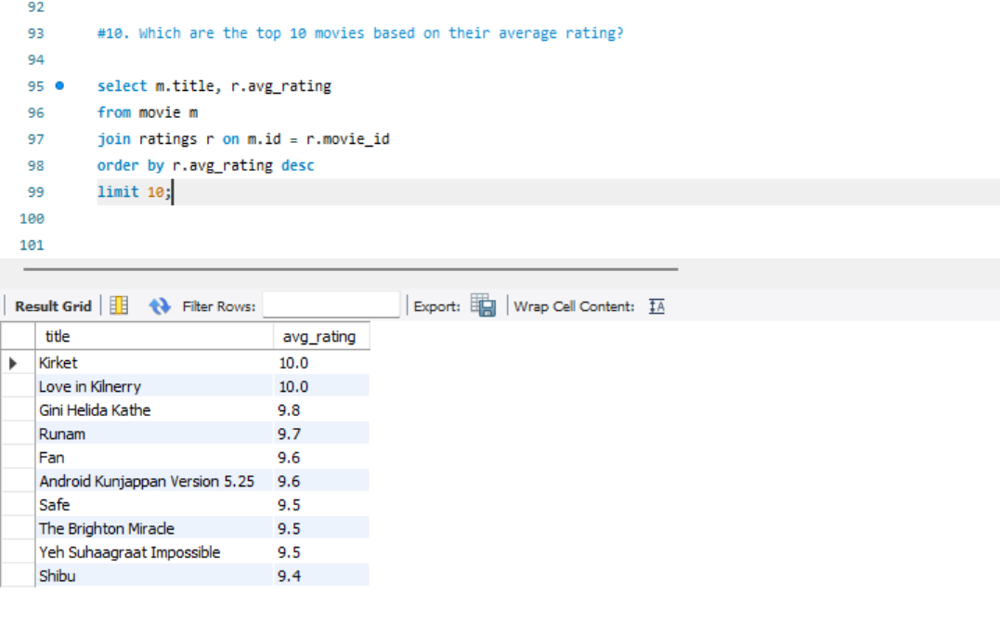 92
93 #10. Which are the top 10 movies based on their average rating?
94
95 select m.title, r.avg_rating
96 from movie m
97 join ratings r on m.id = r.movie_id
98 order by r.avg_rating desc
99 limit 10;
100
101
Result Grid Filter Rows: Export: Wrap Cell Content: IA
title avg_rating
Kirket 10.0
Love in Kilnerry 10.0
Gini Helida Kathe 9.8
Runam 9.7
Fan 9.6
Android Kunjappan Version 5.25 9.6
Safe 9.5
The Brighton Miracle 9.5
Yeh Suhaagraat Impossible 9.5
Shibu 9.4